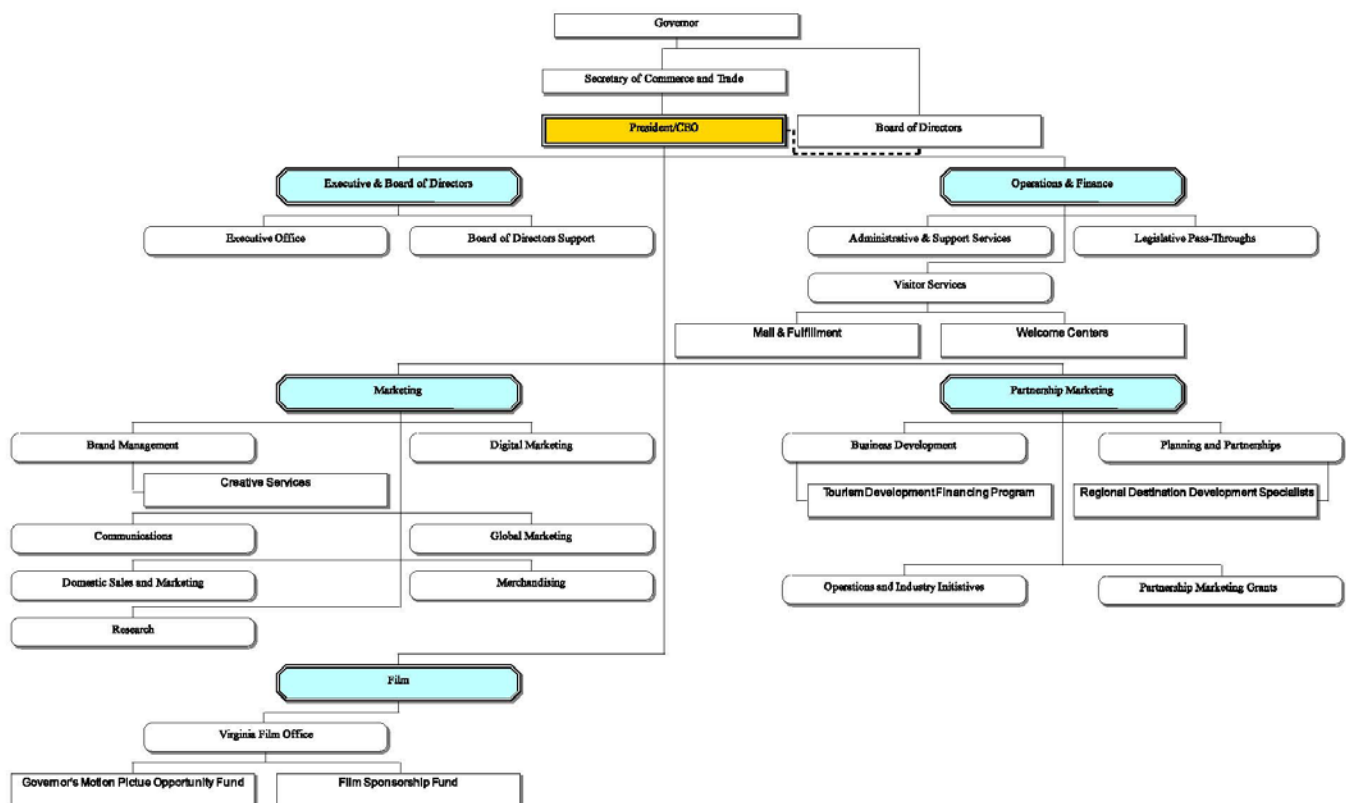 Governor
Secretary of Commerce and Trade
President/CEO
Board of Directors
Executive & Board of Directors
Operations & Finance
Executive Office
Board of Directors Support
Administrative & Support Services
Legislative Pass-Throughs
Visitor Services
Mail & Fulfillment
Welcome Centers
Marketing
Partnership Marketing
Brand Management
Digital Marketing
Business Development
Planning and Partnerships
Creative Services
Tourism Development Financing Program
Regional Destination Development Specialists
Communications
Global Marketing
Domestic Sales and Marketing
Merchandising
Operations and Industry Initiatives
Partnership Marketing Grants
Research
Film
Virginia Film Office
Governor's Motion Pictue Opportunity Fund
Film Sponsorship Fund